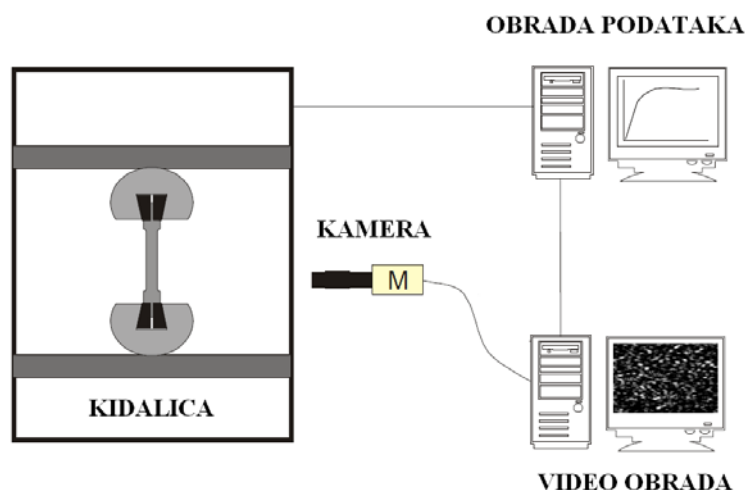 OBRADA PODATAKA
KAMERA
M
KIDALICA
VIDEO OBRADA